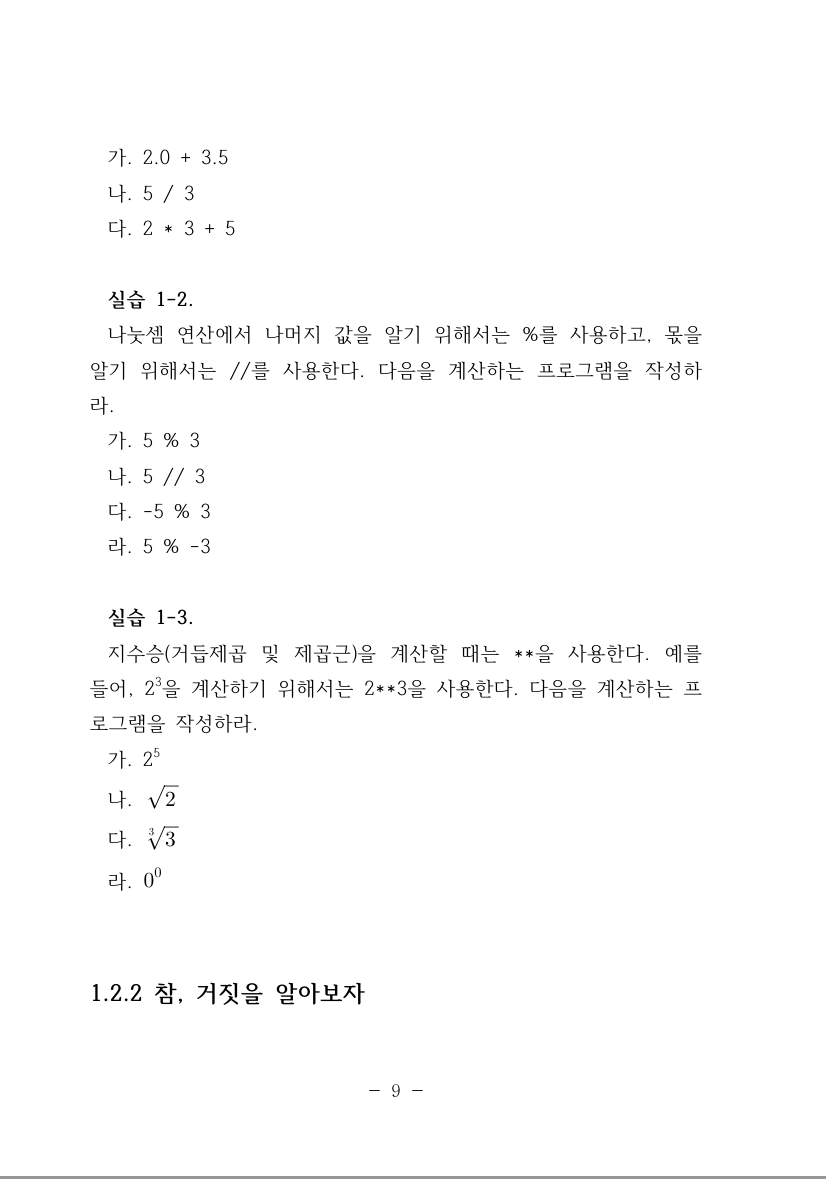 가. 2.0 + 3.5
나. 5 / 3
다. 2 * 3 + 5
실습 1-2.
나눗셈 연산에서 나머지 값을 알기 위해서는 %를 사용하고, 몫을
알기 위해서는 //를 사용한다. 다음을 계산하는 프로그램을 작성하
라.
가. 5 % 3
나. 5 // 3
다. -5 % 3
라. 5 % -3
실습 1-3.
지수승(거듭제곱 및 제곱근)을 계산할 때는 **을 사용한다. 예를
들어, 2³을 계산하기 위해서는 2**3을 사용한다. 다음을 계산하는 프
로그램을 작성하라.
가. 2⁵
나. √2
다. ³√3
라. 0⁰
1.2.2 참, 거짓을 알아보자
- 9 -